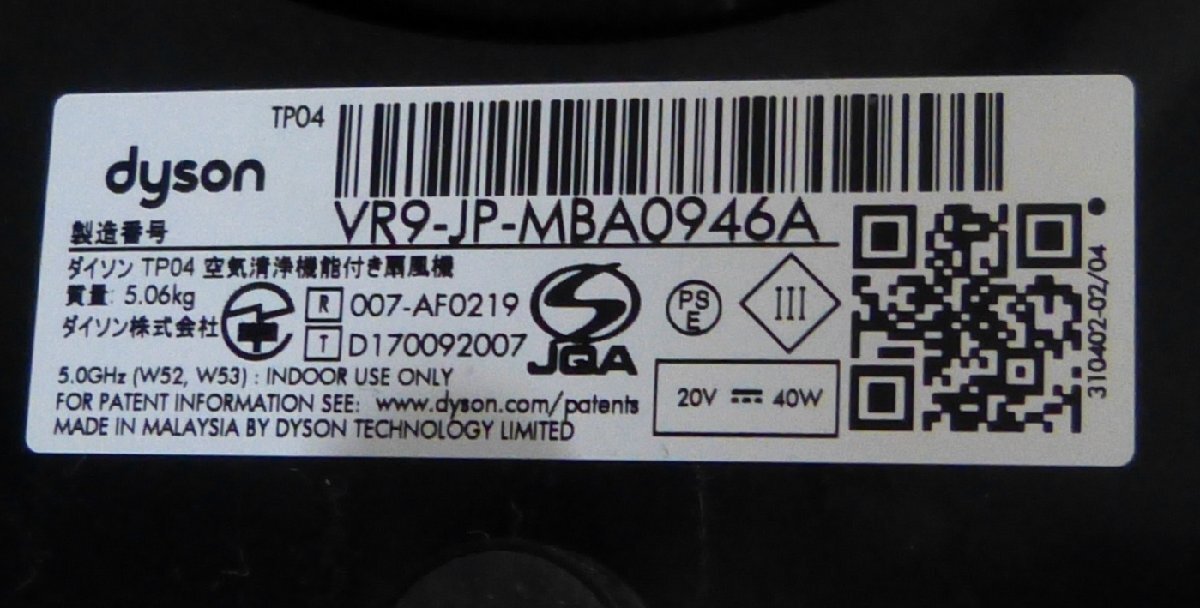 TP04
dyson
製造番号 VR9-JP-MBA0946A
ダイソン TP04 空気清浄機能付き扇風機
質量: 5.06kg
ダイソン株式会社
R 007-AF0219
T D170092007
JQA
PS
E
III
20V ⎓ 40W
5.0GHz (W52, W53) : INDOOR USE ONLY
FOR PATENT INFORMATION SEE: www.dyson.com/patents
MADE IN MALAYSIA BY DYSON TECHNOLOGY LIMITED
310402-02/04